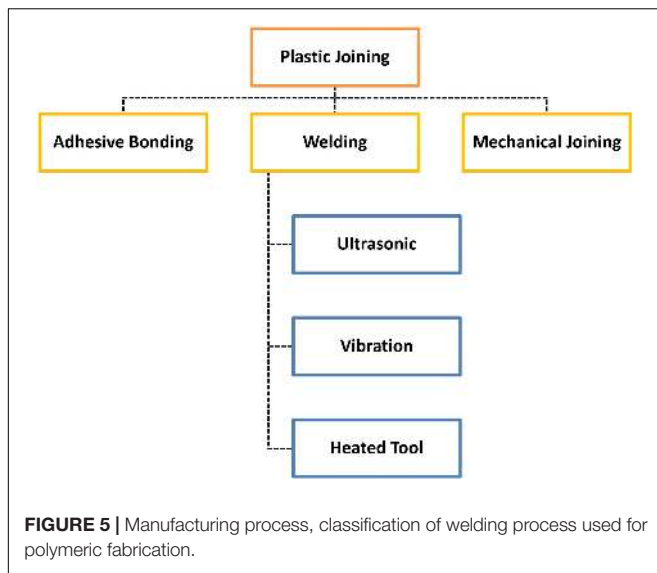 Plastic Joining
Adhesive Bonding
Welding
Mechanical Joining
Ultrasonic
Vibration
Heated Tool
FIGURE 5 | Manufacturing process, classification of welding process used for
polymeric fabrication.